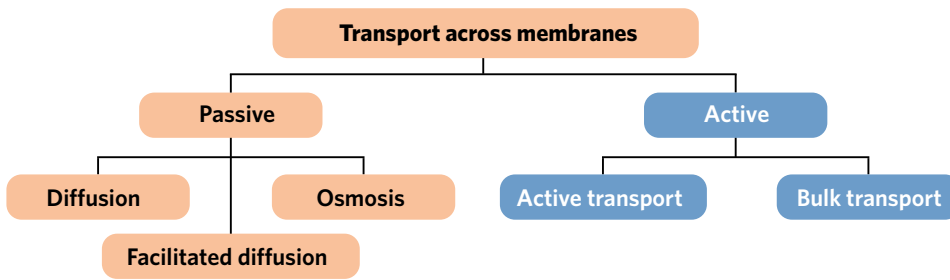 Transport across membranes
Passive
Active
Diffusion
Osmosis
Active transport
Bulk transport
Facilitated diffusion